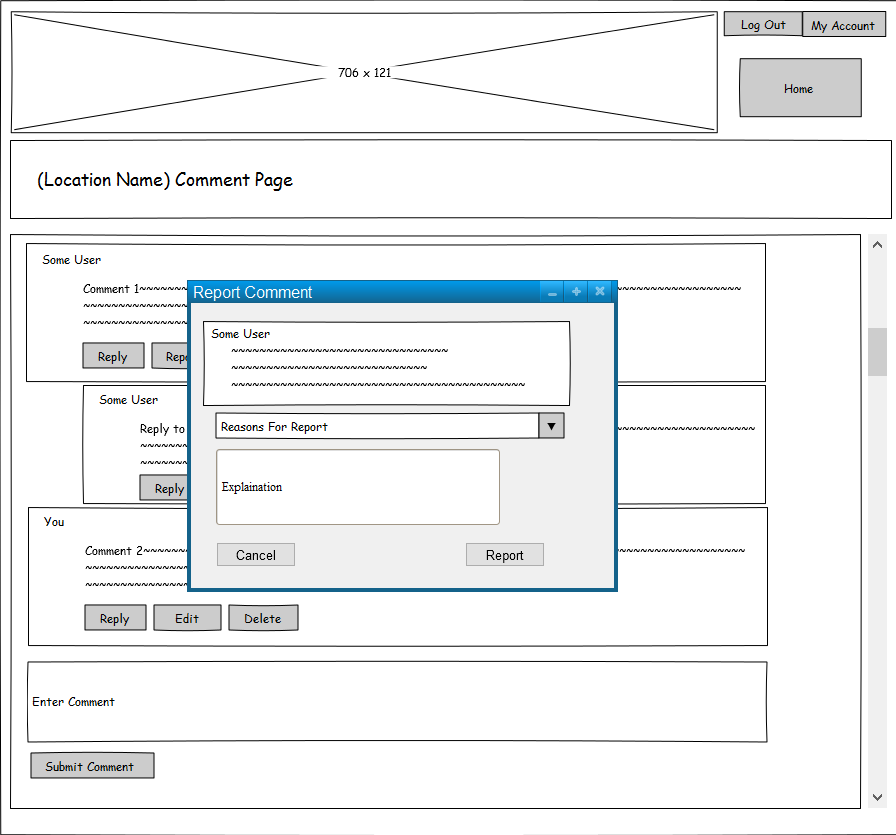 Log Out
My Account
706 x 121
Home
(Location Name) Comment Page
Some User
Comment 1~~~~~~~ ~~~~~~~~~~~~~~~~~~
~~~~~~~~~~~~~~~
~~~~~~~~~~~~~~~
Reply
Repo
Some User
Reply to
~~~~~~~
~~~~~~~
Reply
You
Comment 2~~~~~~~ ~~~~~~~~~~~~~~~~~~
~~~~~~~~~~~~~~~
~~~~~~~~~~~~~~~
Reply
Edit
Delete
Report Comment
Some User
~~~~~~~~~~~~~~~~~~~~~~~~~~~~~~~
~~~~~~~~~~~~~~~~~~~~~~~~~~~~
~~~~~~~~~~~~~~~~~~~~~~~~~~~~~~~~~~~~~~~~~~
Reasons For Report
Explaination
Cancel
Report
Enter Comment
Submit Comment